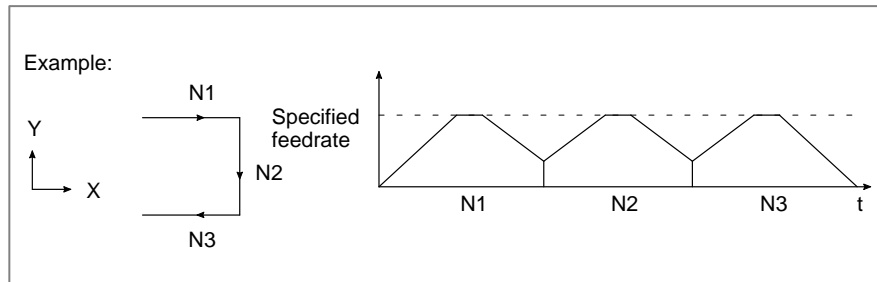 Example:
N1
Y
X
N2
N3
Specified
feedrate
N1
N2
N3
t